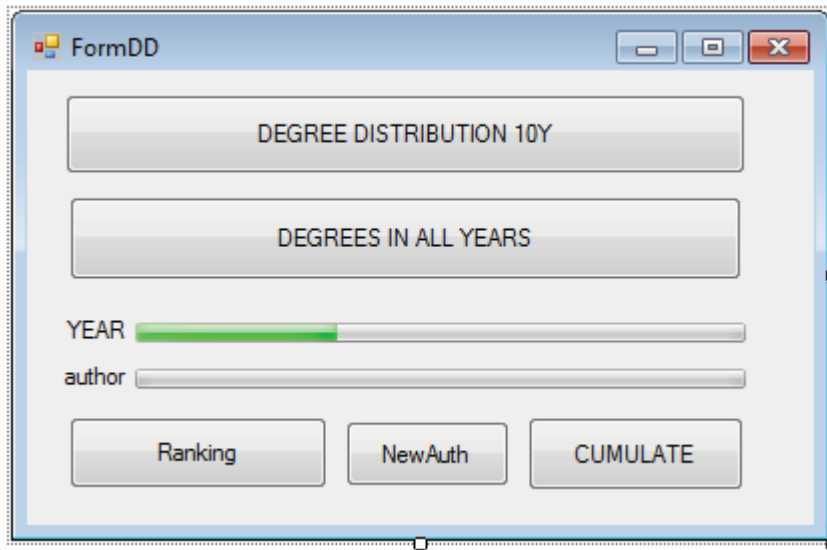 FormDD
DEGREE DISTRIBUTION 10Y
DEGREES IN ALL YEARS
YEAR
author
Ranking NewAuth CUMULATE